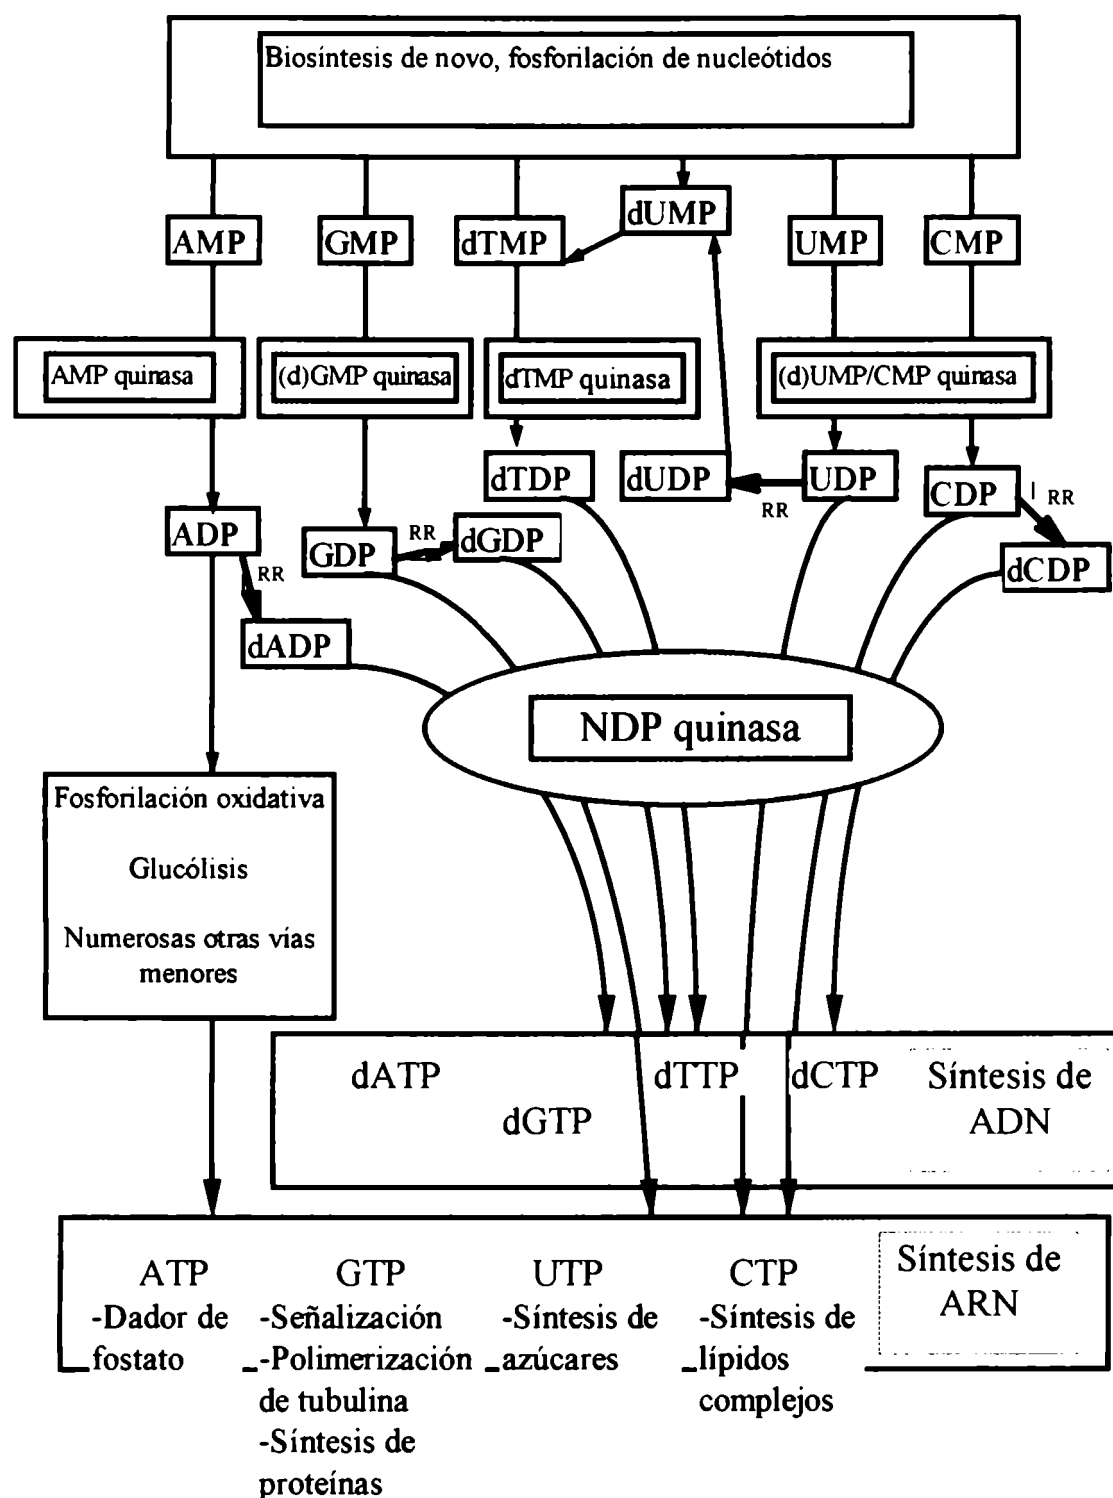 Biosíntesis de novo, fosforilación de nucleótidos
dUMP
AMP GMP dTMP UMP CMP
AMP quinasa (d)GMP quinasa dTMP quinasa (d)UMP/CMP quinasa
dTDP dUDP UDP CDP
RR RR
ADP GDP RR dGDP
RR dCDP
dADP
NDP quinasa
Fosforilación oxidativa
Glucólisis
Numerosas otras vías
menores
dATP dTTP dCTP Síntesis de
dGTP ADN
ATP GTP UTP CTP Síntesis de
ARN
-Dador de
fostato
-Señalización
-Polimerización
de tubulina
-Síntesis de
proteínas
-Síntesis de
azúcares
-Síntesis de
lípidos
complejos